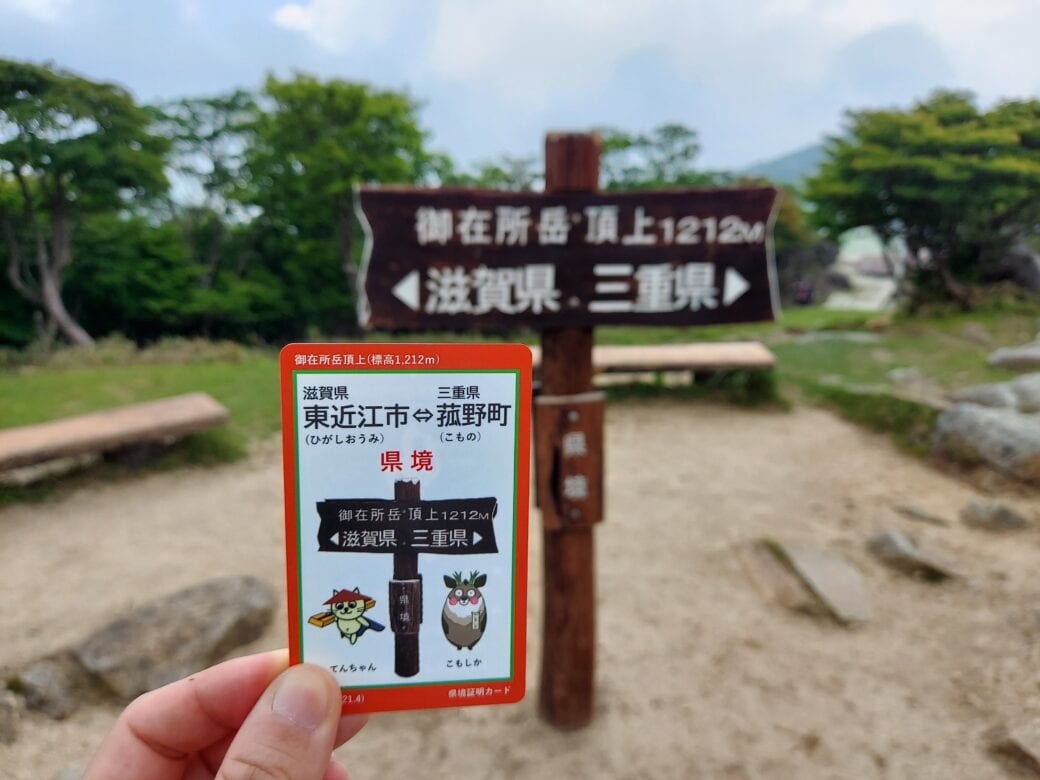 御在所岳 頂上1212M
◀滋賀県 三重県▶
県境
御在所岳頂上(標高1,212m)
滋賀県 三重県
東近江市⇔菰野町
(ひがしおうみ) (こもの)
県境
御在所岳 頂上1212M
◀滋賀県 三重県▶
県境
てんちゃん こもしか
21.4) 県境証明カード